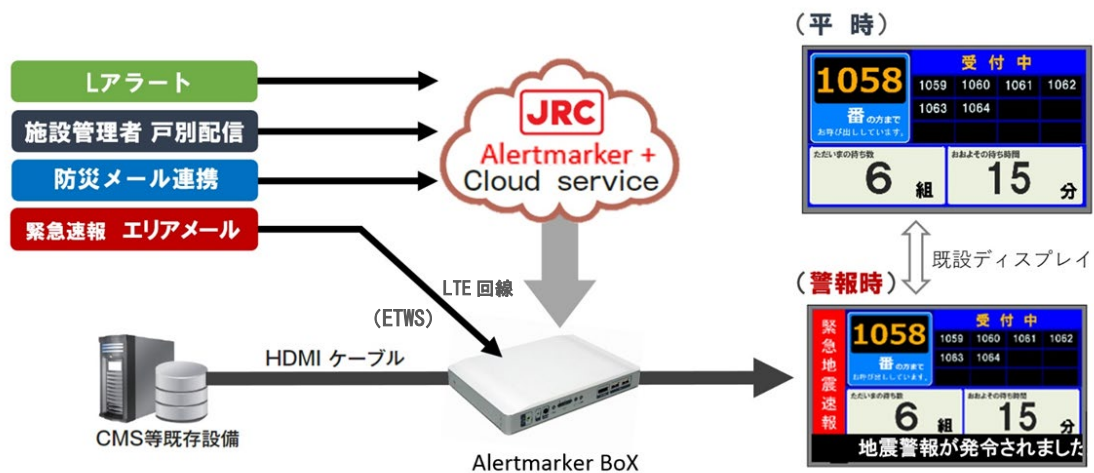 Lアラート
施設管理者 戸別配信
防災メール連携
緊急速報 エリアメール
JRC
Alertmarker +
Cloud service
LTE 回線
(ETWS)
HDMI ケーブル
CMS等既存設備
Alertmarker BoX
(平 時)
1058
番の方まで
お呼び出ししています。
受付中
1059 1060 1061 1062
1063 1064
ただいまの待ち数
6 組
おおよその待ち時間
15 分
既設ディスプレイ
(警報時)
緊急地震速報
1058
番の方まで
お呼び出ししています。
受付中
1059 1060 1061 1062
1063 1064
ただいまの待ち数
6 組
おおよその待ち時間
15 分
地震警報が発令されました